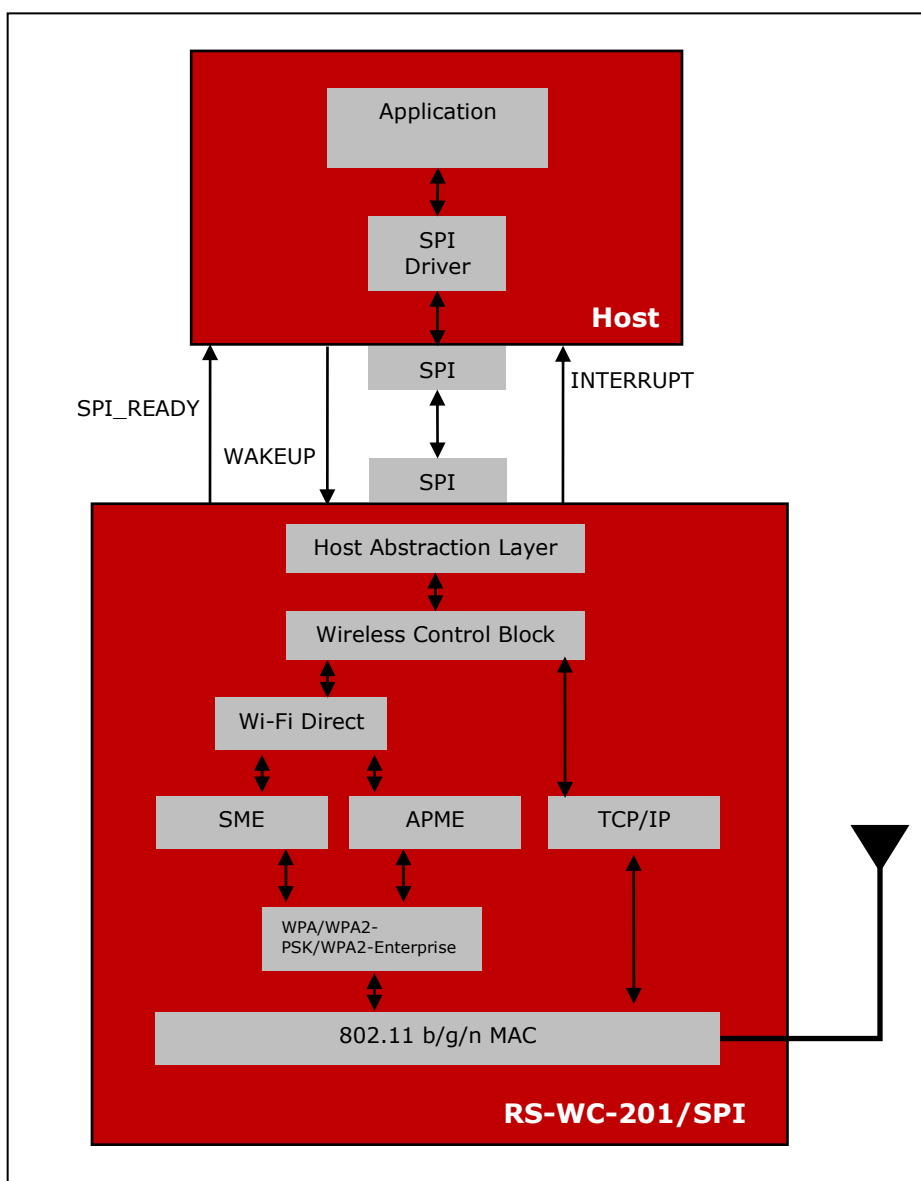 Application
SPI
Driver
Host
SPI
INTERRUPT
SPI_READY
WAKEUP
SPI
Host Abstraction Layer
Wireless Control Block
Wi-Fi Direct
SME
APME
TCP/IP
WPA/WPA2-
PSK/WPA2-Enterprise
802.11 b/g/n MAC
RS-WC-201/SPI